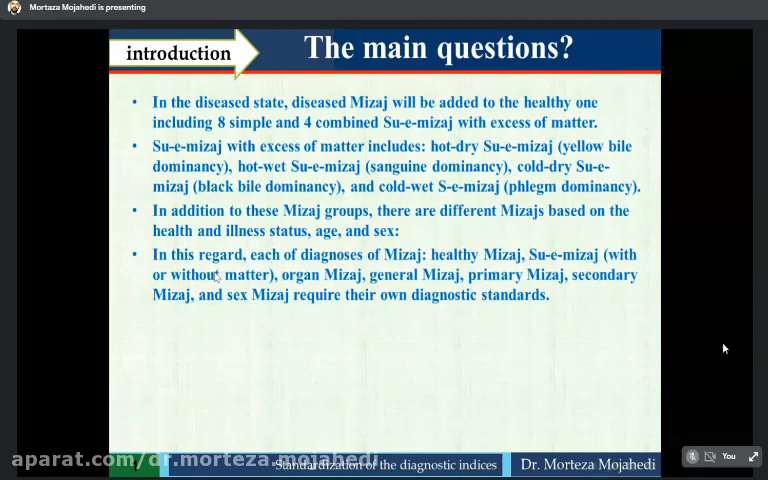 Mortaza Mojahedi is presenting
introduction
The main questions?
• In the diseased state, diseased Mizaj will be added to the healthy one
including 8 simple and 4 combined Su-e-mizaj with excess of matter.
• Su-e-mizaj with excess of matter includes: hot-dry Su-e-mizaj (yellow bile
dominancy), hot-wet Su-e-mizaj (sanguine dominancy), cold-dry Su-e-
mizaj (black bile dominancy), and cold-wet S-e-mizaj (phlegm dominancy).
• In addition to these Mizaj groups, there are different Mizajs based on the
health and illness status, age, and sex:
• In this regard, each of diagnoses of Mizaj: healthy Mizaj, Su-e-mizaj (with
or without matter), organ Mizaj, general Mizaj, primary Mizaj, secondary
Mizaj, and sex Mizaj require their own diagnostic standards.
You
aparat.com/dr.morteza.mojahedi
Standardization of the diagnostic indices
Dr. Morteza Mojahedi